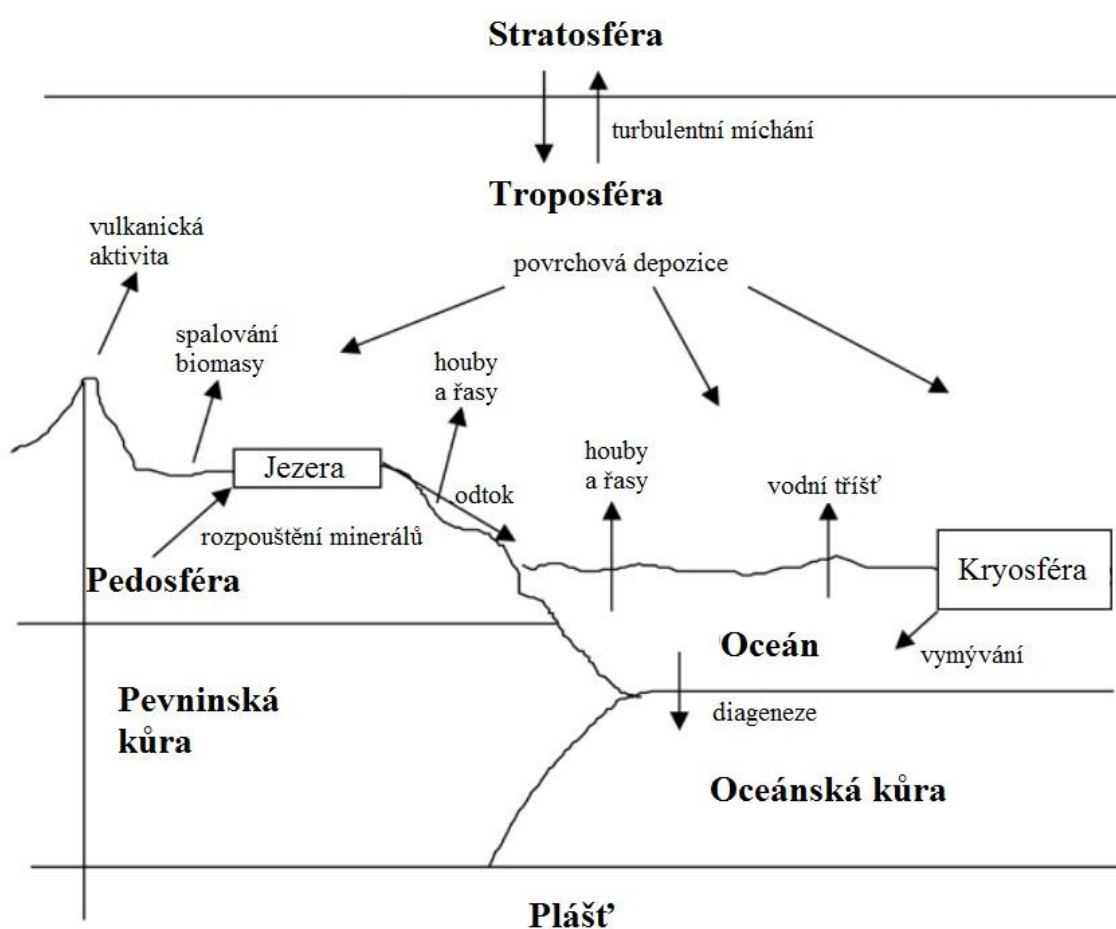 Stratosféra
turbulentní míchání
Troposféra
vulkanická
aktivita
povrchová depozice
spalování
biomasy
houby
a řasy
houby
a řasy
Jezera
odtok
vodní tříšť
rozpouštění minerálů
Kryosféra
Pedosféra
Oceán
vymývání
Pevninská
kůra
diageneze
Oceánská kůra
Plášť